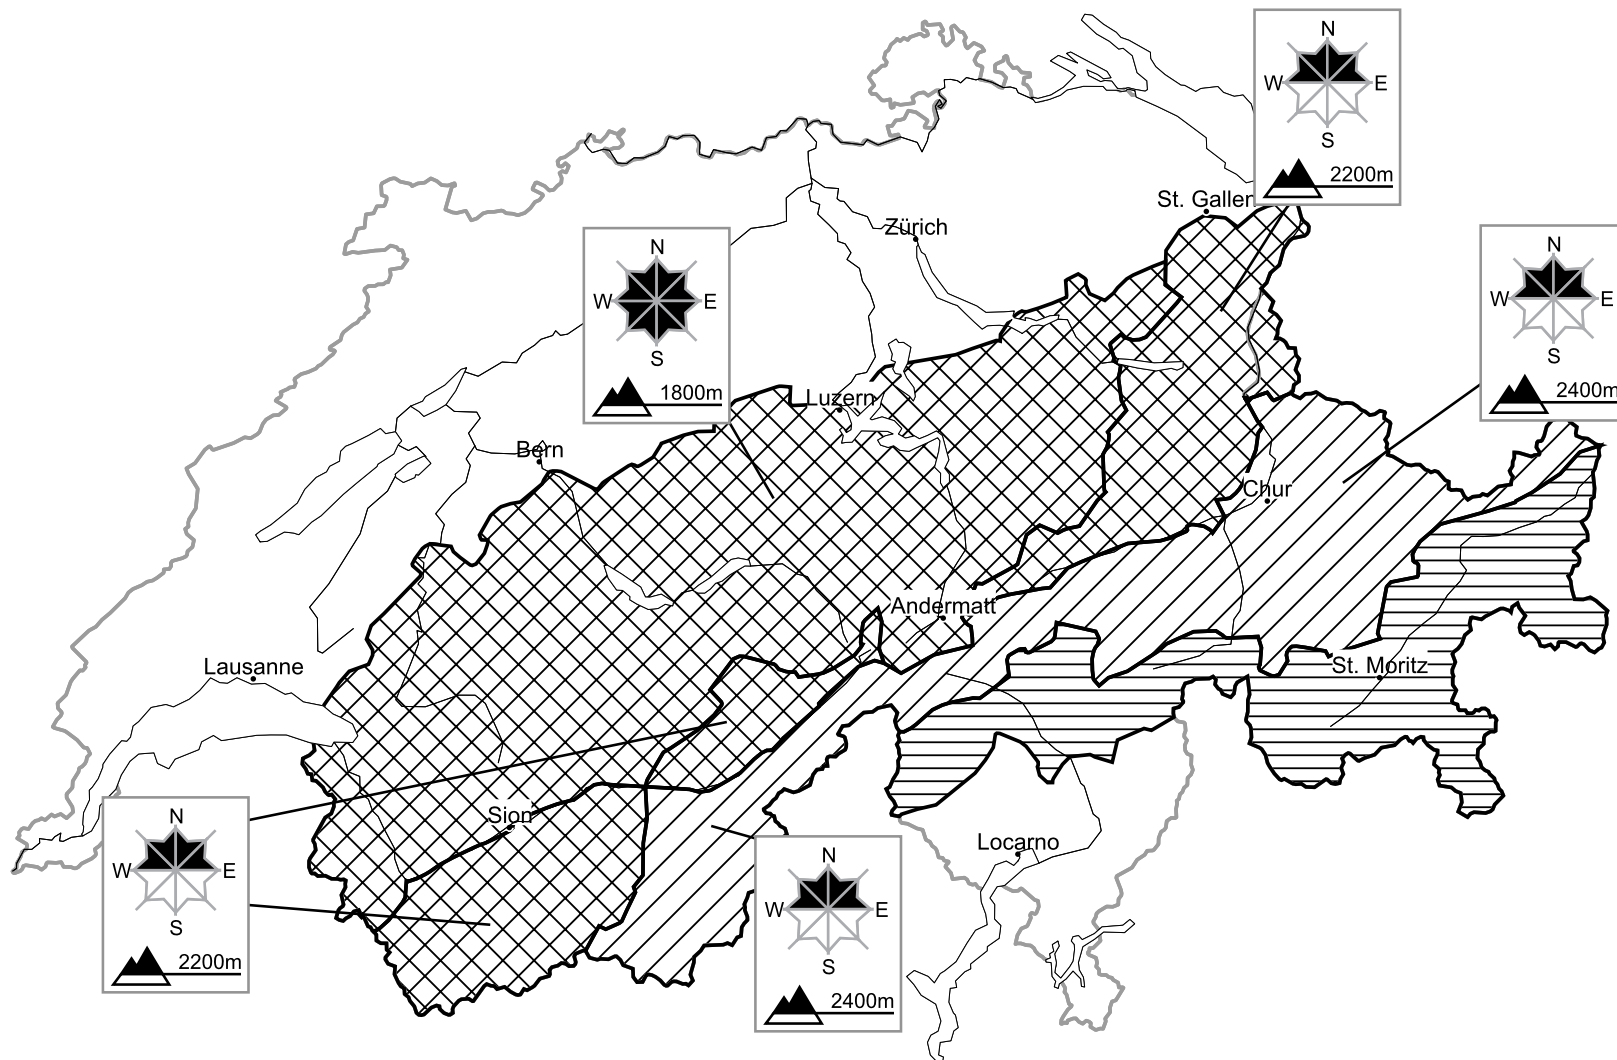 N
W E
S
2200m
St. Gallen
Zürich
N
W E
S
1800m
N
W E
S
2400m
Luzern
Bern
Chur
Andermatt
Lausanne
St. Moritz
Sion
Locarno
N
W E
S
2200m
N
W E
S
2400m